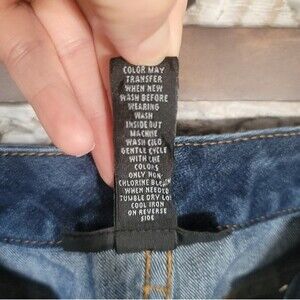 COLOR MAY
TRANSFER
WHEN NEW
WASH BEFORE
WEARING
WASH
INSIDE OUT
MACHINE
WASH COLD
GENTLE CYCLE
WITH LIKE
COLORS
ONLY NON-
CHLORINE BLEACH
WHEN NEEDED
TUMBLE DRY LO
COOL IRON
ON REVERSE
SIDE